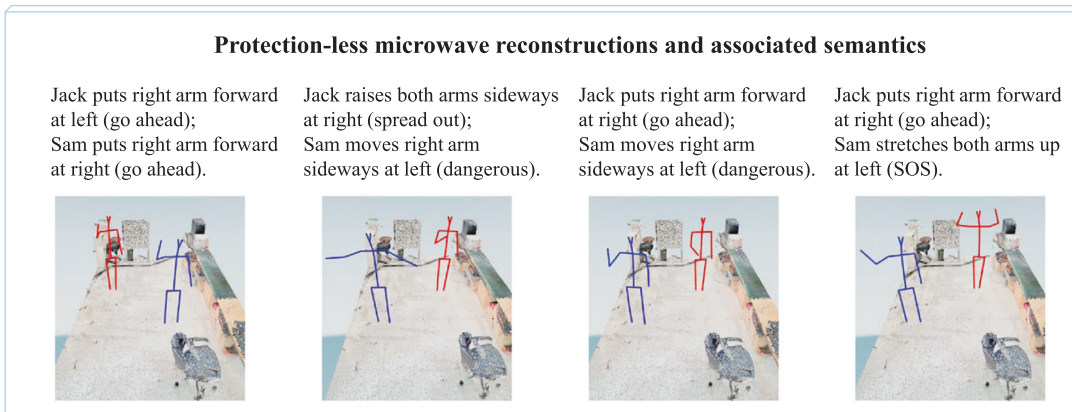 Protection-less microwave reconstructions and associated semantics
Jack puts right arm forward
at left (go ahead);
Sam puts right arm forward
at right (go ahead).
Jack raises both arms sideways
at right (spread out);
Sam moves right arm
sideways at left (dangerous).
Jack puts right arm forward
at right (go ahead);
Sam moves right arm
sideways at left (dangerous).
Jack puts right arm forward
at right (go ahead);
Sam stretches both arms up
at left (SOS).